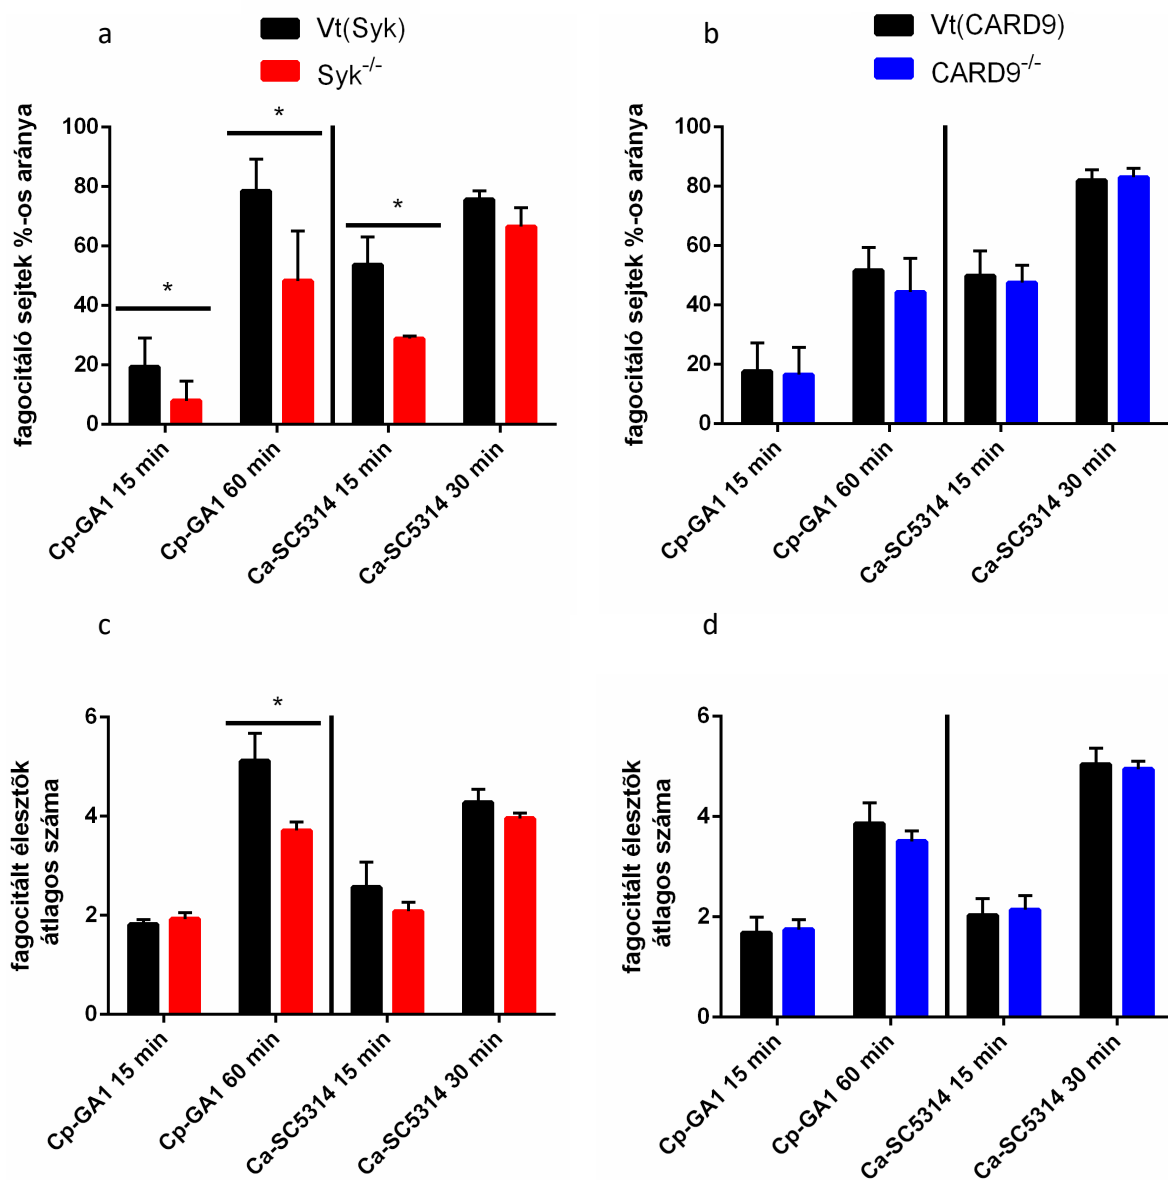 a
Vt(Syk)
Syk-/-
fagocitáló sejtek %-os aránya
100
80
60
40
20
0
*
*
*
Cp-GA1 15 min
Cp-GA1 60 min
Ca-SC5314 15 min
Ca-SC5314 30 min
b
Vt(CARD9)
CARD9-/-
fagocitáló sejtek %-os aránya
100
80
60
40
20
0
Cp-GA1 15 min
Cp-GA1 60 min
Ca-SC5314 15 min
Ca-SC5314 30 min
c
fagocitált élesztõk
átlagos száma
6
4
2
0
*
Cp-GA1 15 min
Cp-GA1 60 min
Ca-SC5314 15 min
Ca-SC5314 30 min
d
fagocitált élesztõk
átlagos száma
6
4
2
0
Cp-GA1 15 min
Cp-GA1 60 min
Ca-SC5314 15 min
Ca-SC5314 30 min